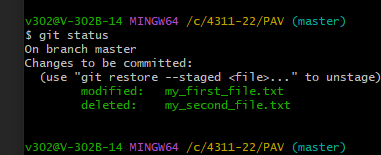 v302@V-302B-14 MINGW64 /c/4311-22/PAV (master)
$ git status
On branch master
Changes to be committed:
  (use "git restore --staged <file>..." to unstage)
        modified:   my_first_file.txt
        deleted:    my_second_file.txt

v302@V-302B-14 MINGW64 /c/4311-22/PAV (master)